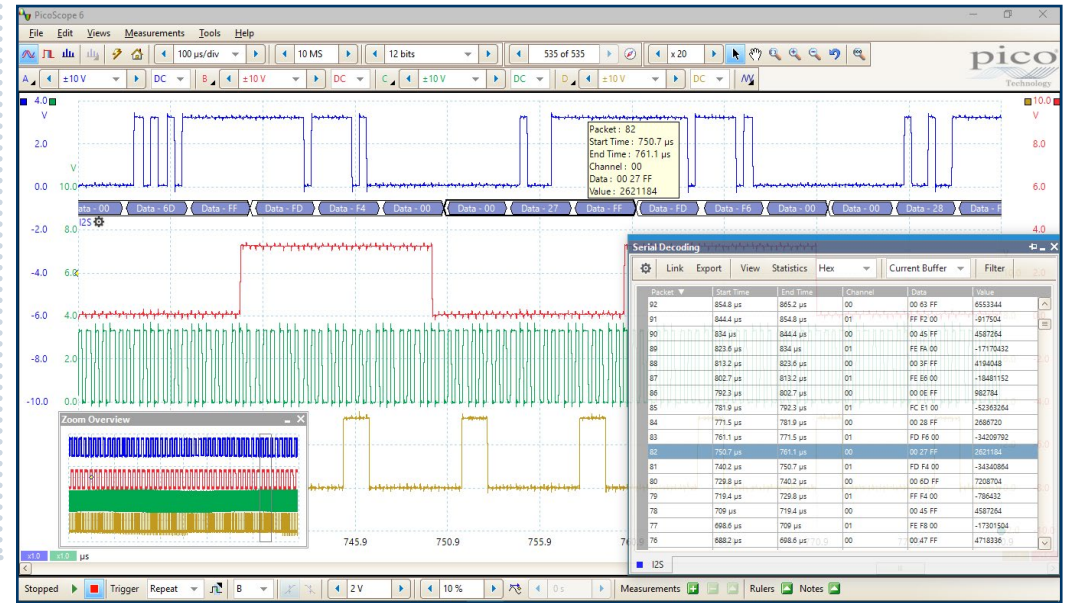 PicoScope 6
File Edit Views Measurements Tools Help
100 µs/div 10 MS 12 bits 535 of 535 x 20
pico
Technology
A ±10 V DC B ±10 V DC C ±10 V DC D ±10 V DC
4.0 10.0
V V
2.0 8.0
V
0.0 10.0 6.0
Packet : 82
Start Time : 750.7 µs
End Time : 761.1 µs
Channel : 00
Data : 00 27 FF
Value : 2621184
ata - 00 Data - 6D Data - FF Data - FD Data - F4 Data - 00 Data - 00 Data - 27 Data - FF Data - FD Data - F6 Data - 00 Data - 00 Data - 28 Data - F
I2S
-2.0 8.0 4.0
-4.0 6.0
-6.0 4.0
-8.0 2.0
-10.0 0.0
Serial Decoding
Link Export View Statistics Hex Current Buffer Filter
Packet Start Time End Time Channel Data Value
92 854.8 µs 865.2 µs 00 00 63 FF 6553344
91 844.4 µs 854.8 µs 01 FF F2 00 -917504
90 834 µs 844.4 µs 00 00 45 FF 4587264
89 823.6 µs 834 µs 01 FE FA 00 -17170432
88 813.2 µs 823.6 µs 00 00 3F FF 4194048
87 802.7 µs 813.2 µs 01 FE E6 00 -18481152
86 792.3 µs 802.7 µs 00 00 0E FF 982784
85 781.9 µs 792.3 µs 01 FC E1 00 -52363264
84 771.5 µs 781.9 µs 00 00 28 FF 2686720
83 761.1 µs 771.5 µs 01 FD F6 00 -34209792
82 750.7 µs 761.1 µs 00 00 27 FF 2621184
81 740.2 µs 750.7 µs 01 FD F4 00 -34340864
80 729.8 µs 740.2 µs 00 00 6D FF 7208704
79 719.4 µs 729.8 µs 01 FF F4 00 -786432
78 709 µs 719.4 µs 00 00 45 FF 4587264
77 698.6 µs 709 µs 01 FE F8 00 -17301504
76 688.2 µs 698.6 µs 00 00 47 FF 4718336
I2S
Zoom Overview
745.9 750.9 755.9
x1.0 x1.0 µs
Stopped Trigger Repeat B 2 V 10 % 0 s Measurements Rulers Notes